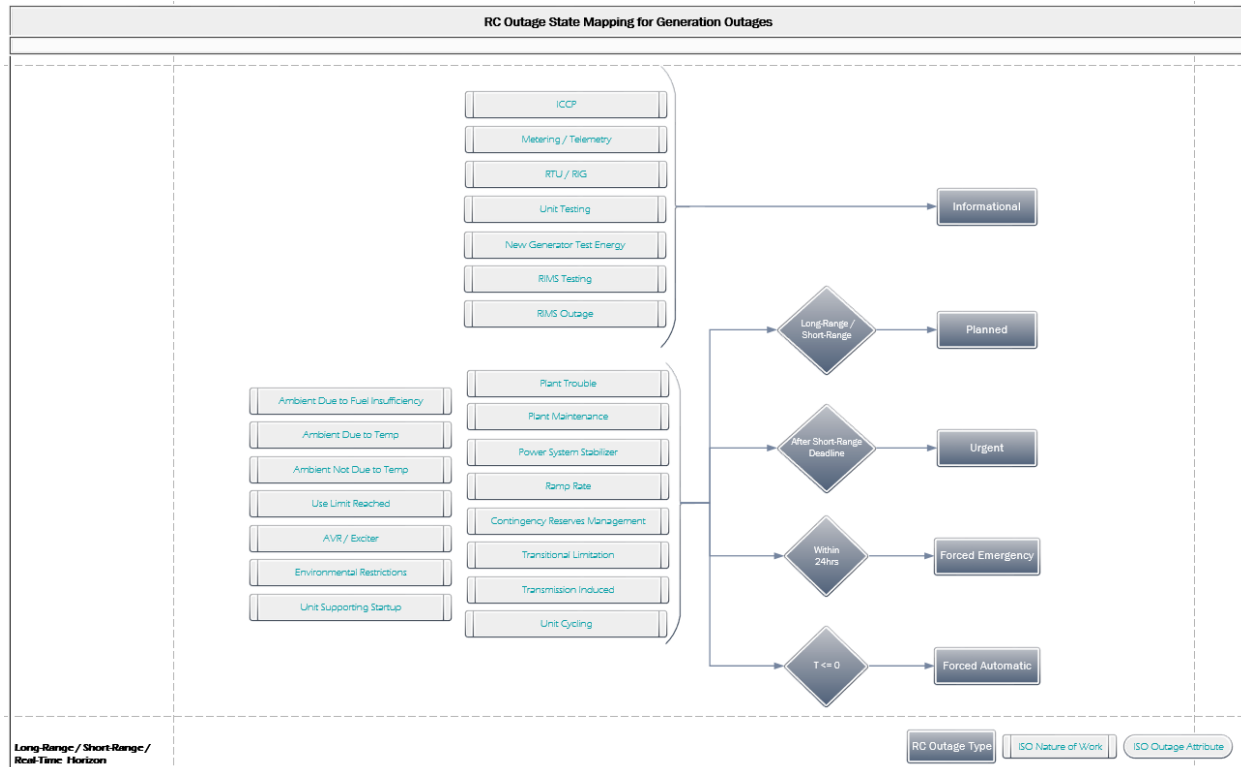 RC Outage State Mapping for Generation Outages
ICCP
Metering / Telemetry
RTU / RIG
Unit Testing
New Generator Test Energy
RIMS Testing
RIMS Outage
Informational
Ambient Due to Fuel Insufficiency
Ambient Due to Temp
Ambient Not Due to Temp
Use Limit Reached
AVR / Exciter
Environmental Restrictions
Unit Supporting Startup
Plant Trouble
Plant Maintenance
Power System Stabilizer
Ramp Rate
Contingency Reserves Management
Transitional Limitation
Transmission Induced
Unit Cycling
Long-Range /
Short-Range
Planned
After Short-Range
Deadline
Urgent
Within
24hrs
Forced Emergency
T <= 0
Forced Automatic
Long-Range / Short-Range /
Real-Time Horizon
RC Outage Type
ISO Nature of Work
ISO Outage Attribute